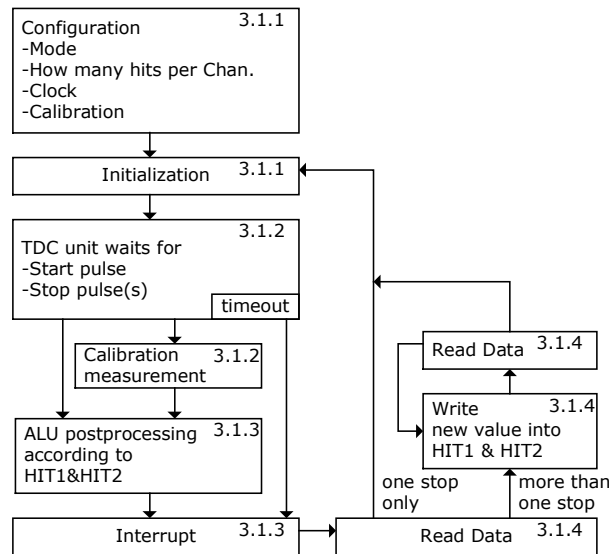 3.1.1
Configuration
-Mode
-How many hits per Chan.
-Clock
-Calibration
Initialization 3.1.1
3.1.2
TDC unit waits for
-Start pulse
-Stop pulse(s)
timeout
Calibration 3.1.2
measurement
ALU postprocessing 3.1.3
according to
HIT1&HIT2
Interrupt 3.1.3
Read Data 3.1.4
Write 3.1.4
new value into
HIT1 & HIT2
one stop
only
more than
one stop
Read Data 3.1.4